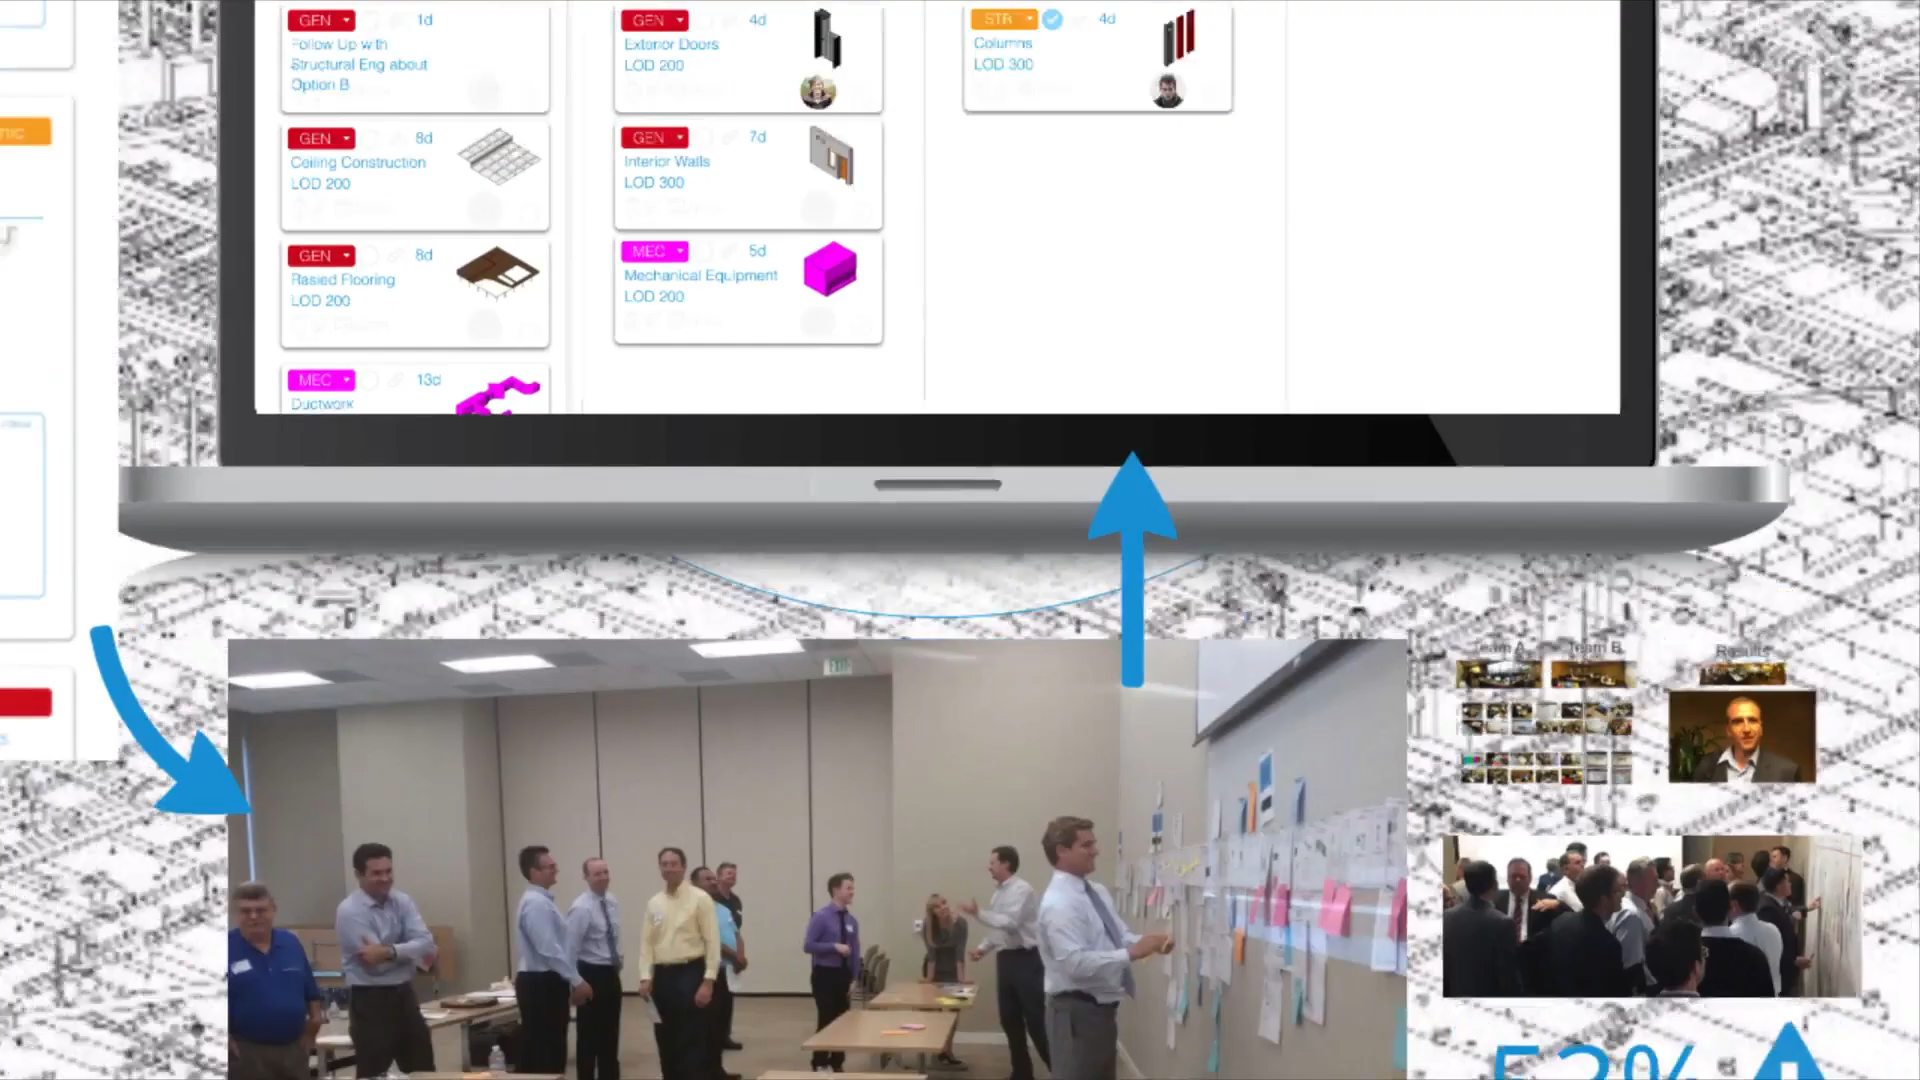 GEN 1d
Follow Up with
Structural Eng about
Option B
GEN 8d
Ceiling Construction
LOD 200
GEN 8d
Rasied Flooring
LOD 200
MEC 13d
Ductwork
GEN 4d
Exterior Doors
LOD 200
GEN 7d
Interior Walls
LOD 300
MEC 5d
Mechanical Equipment
LOD 200
STR 4d
Columns
LOD 300
EXIT
Team A Team B Results
53%